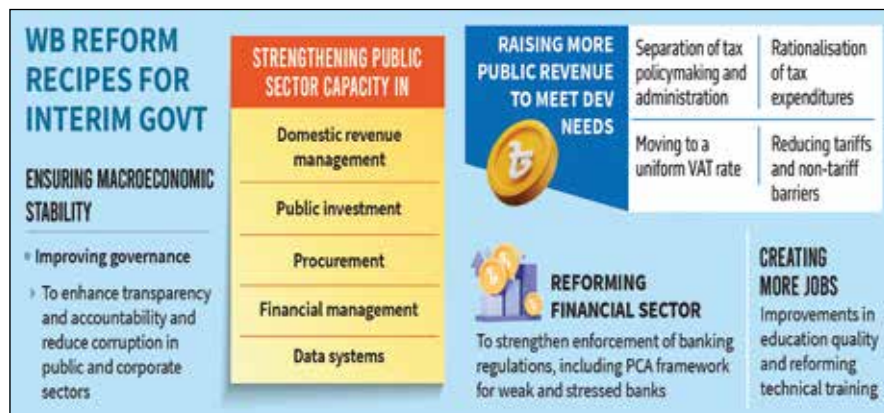 WB REFORM
RECIPES FOR
INTERIM GOVT
ENSURING MACROECONOMIC
STABILITY
• Improving governance
› To enhance transparency
and accountability and
reduce corruption in
public and corporate
sectors
STRENGTHENING PUBLIC
SECTOR CAPACITY IN
Domestic revenue
management
Public investment
Procurement
Financial management
Data systems
RAISING MORE
PUBLIC REVENUE
TO MEET DEV
NEEDS
৳
Separation of tax
policymaking and
administration
Rationalisation
of tax
expenditures
Moving to a
uniform VAT rate
Reducing tariffs
and non-tariff
barriers
REFORMING
FINANCIAL SECTOR
To strengthen enforcement of banking
regulations, including PCA framework
for weak and stressed banks
CREATING
MORE JOBS
Improvements in
education quality
and reforming
technical training